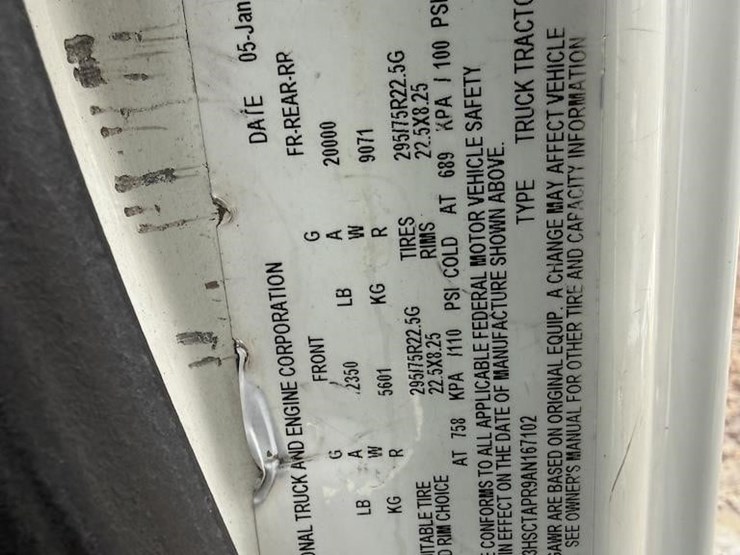 DATE 05-Jan
ONAL TRUCK AND ENGINE CORPORATION
FRONT FR-REAR-RR
G G
LB A 2350 LB A 20000
W W
KG R 5601 KG R 9071
ITABLE TIRE 295/75R22.5G TIRES 295/75R22.5G
D RIM CHOICE 22.5X8.25 RIMS 22.5X8.25
AT 758 KPA /110 PSI COLD AT 689 KPA / 100 PSI
E CONFORMS TO ALL APPLICABLE FEDERAL MOTOR VEHICLE SAFETY
IN EFFECT ON THE DATE OF MANUFACTURE SHOWN ABOVE.
3HSCTAPR9AN167102 TYPE TRUCK TRACTO
GAWR ARE BASED ON ORIGINAL EQUIP. A CHANGE MAY AFFECT VEHICLE
SEE OWNER'S MANUAL FOR OTHER TIRE AND CAPACITY INFORMATION